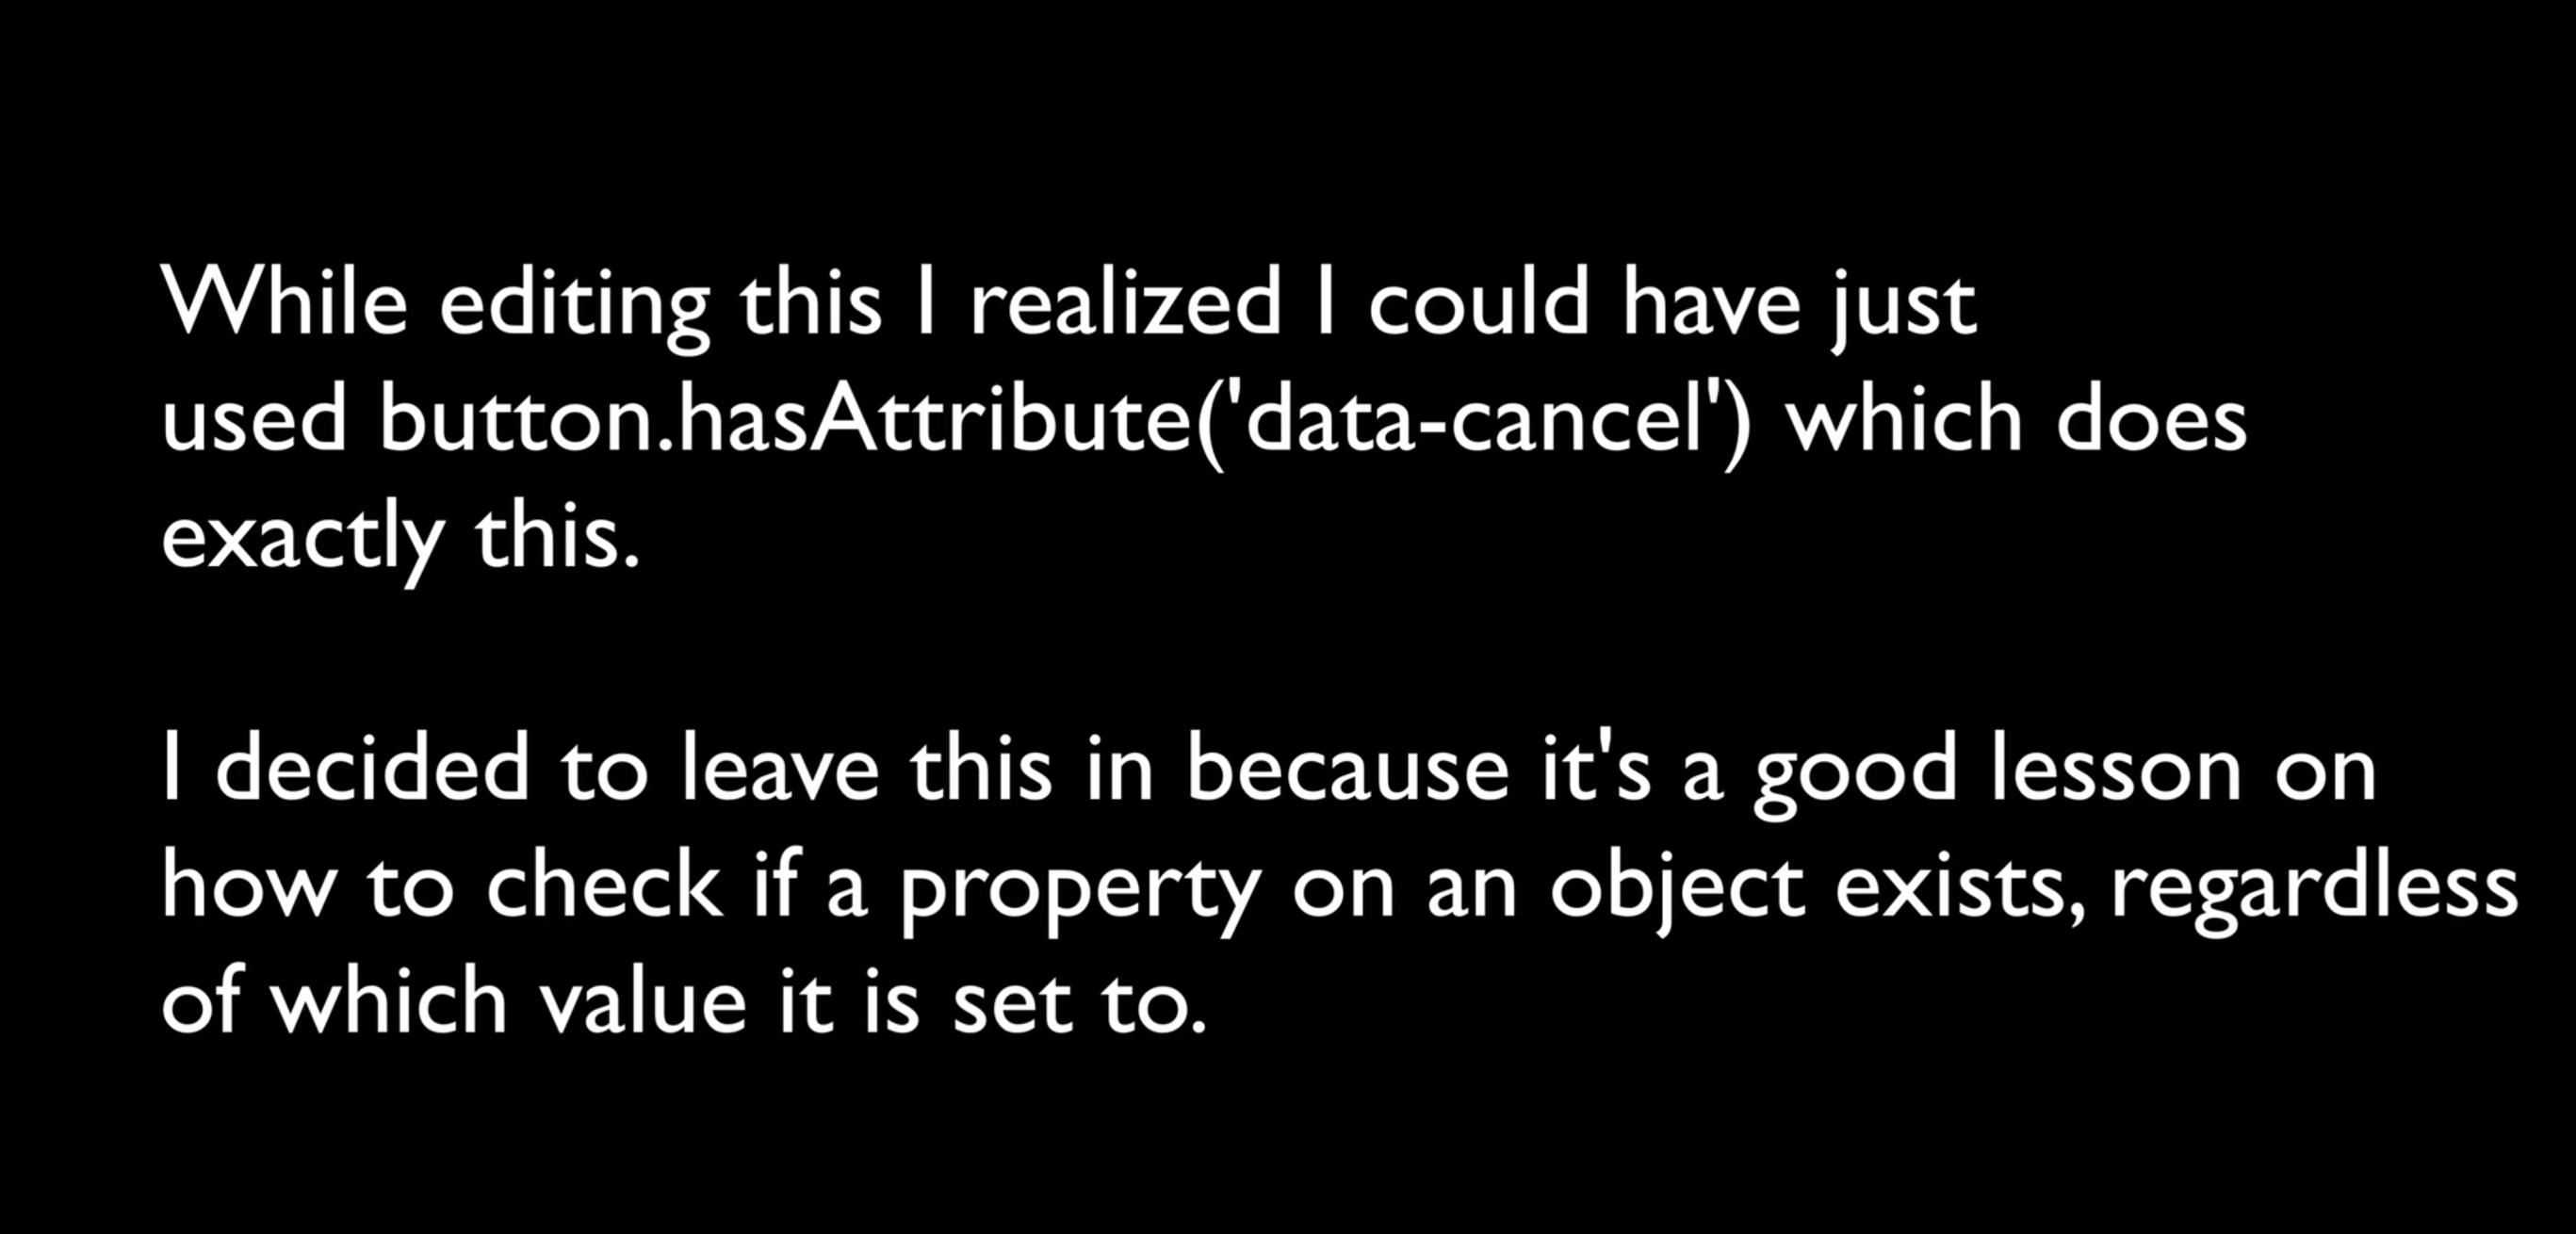 While editing this I realized I could have just
used button.hasAttribute('data-cancel') which does
exactly this.
I decided to leave this in because it's a good lesson on
how to check if a property on an object exists, regardless
of which value it is set to.